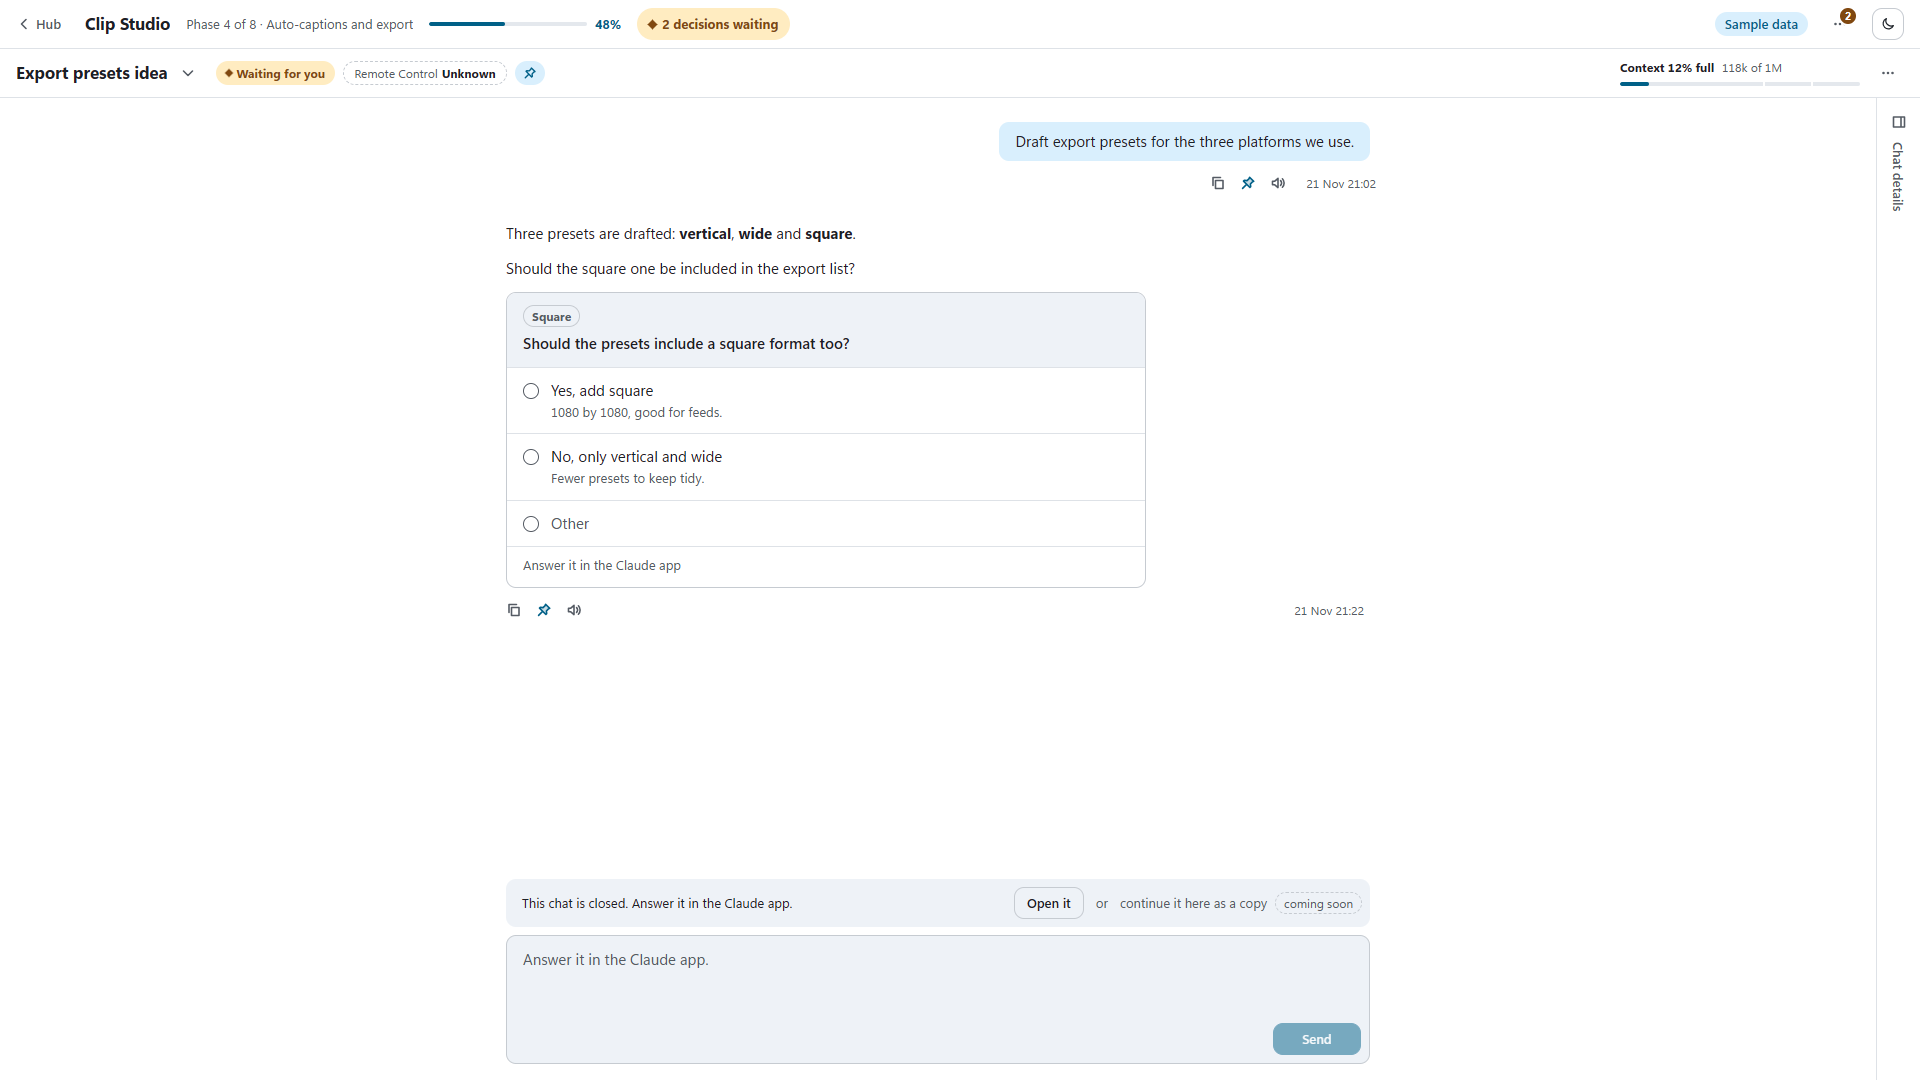 Hub
Clip Studio
Phase 4 of 8 · Auto-captions and export
48%
2 decisions waiting
Sample data
2
Export presets idea
Waiting for you
Remote Control Unknown
Context 12% full 118k of 1M
Chat details
Draft export presets for the three platforms we use.
21 Nov 21:02
Three presets are drafted: vertical, wide and square.
Should the square one be included in the export list?
Square
Should the presets include a square format too?
Yes, add square
1080 by 1080, good for feeds.
No, only vertical and wide
Fewer presets to keep tidy.
Other
Answer it in the Claude app
21 Nov 21:22
This chat is closed. Answer it in the Claude app.
Open it or continue it here as a copy coming soon
Answer it in the Claude app.
Send